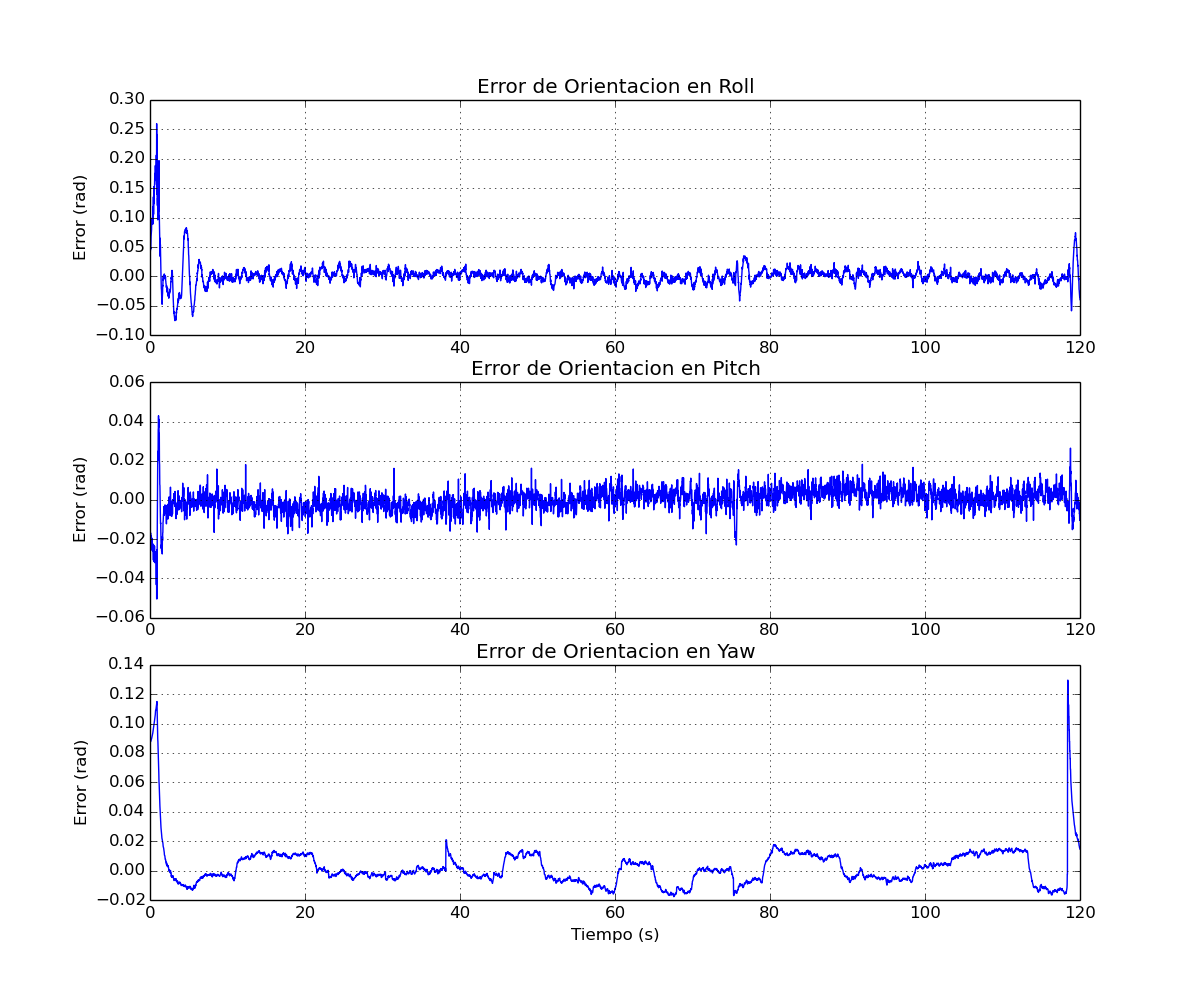 Error de Orientacion en Roll
0.30
0.25
0.20
0.15
0.10
0.05
0.00
−0.05
−0.10
Error (rad)
0 20 40 60 80 100 120
Error de Orientacion en Pitch
0.06
0.04
0.02
0.00
−0.02
−0.04
−0.06
Error (rad)
0 20 40 60 80 100 120
Error de Orientacion en Yaw
0.14
0.12
0.10
0.08
0.06
0.04
0.02
0.00
−0.02
Error (rad)
0 20 40 60 80 100 120
Tiempo (s)